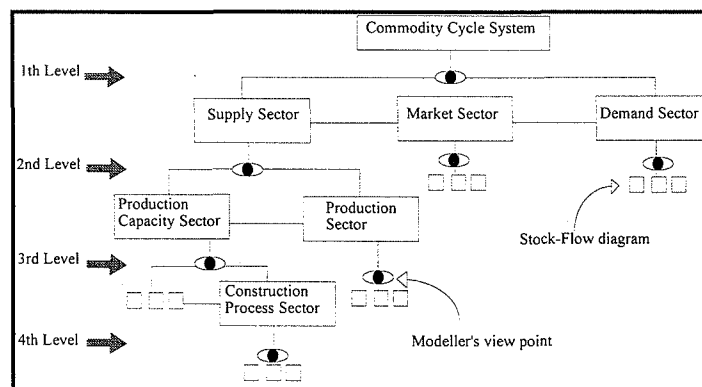 Commodity Cycle System
1th Level
Supply Sector
Market Sector
Demand Sector
2nd Level
Production
Capacity Sector
Production
Sector
Stock-Flow diagram
3rd Level
Construction
Process Sector
Modeller's view point
4th Level